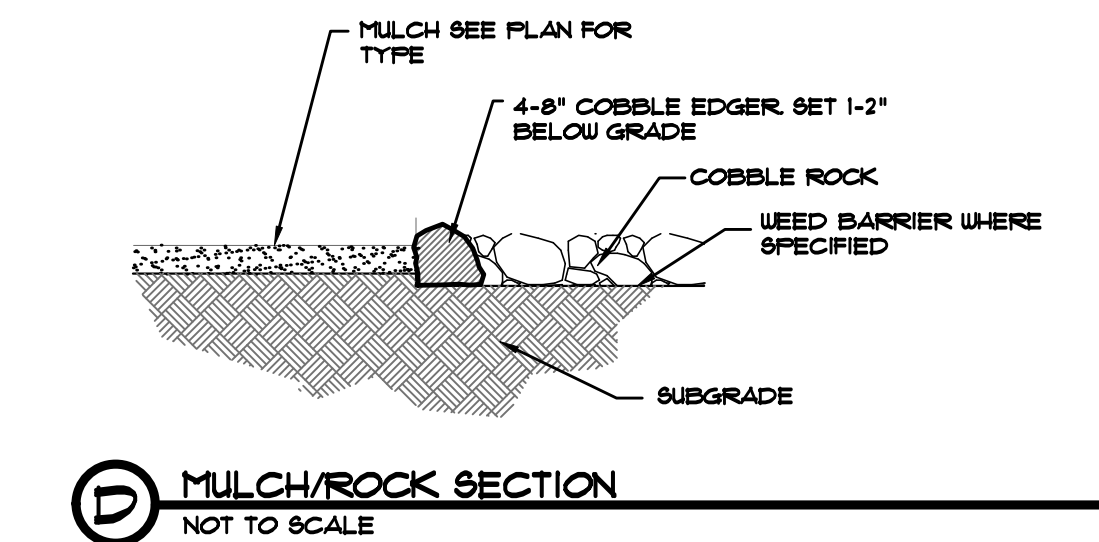 MULCH SEE PLAN FOR
TYPE
4-8" COBBLE EDGER. SET 1-2"
BELOW GRADE
COBBLE ROCK
WEED BARRIER WHERE
SPECIFIED
SUBGRADE
D
MULCH/ROCK SECTION
NOT TO SCALE